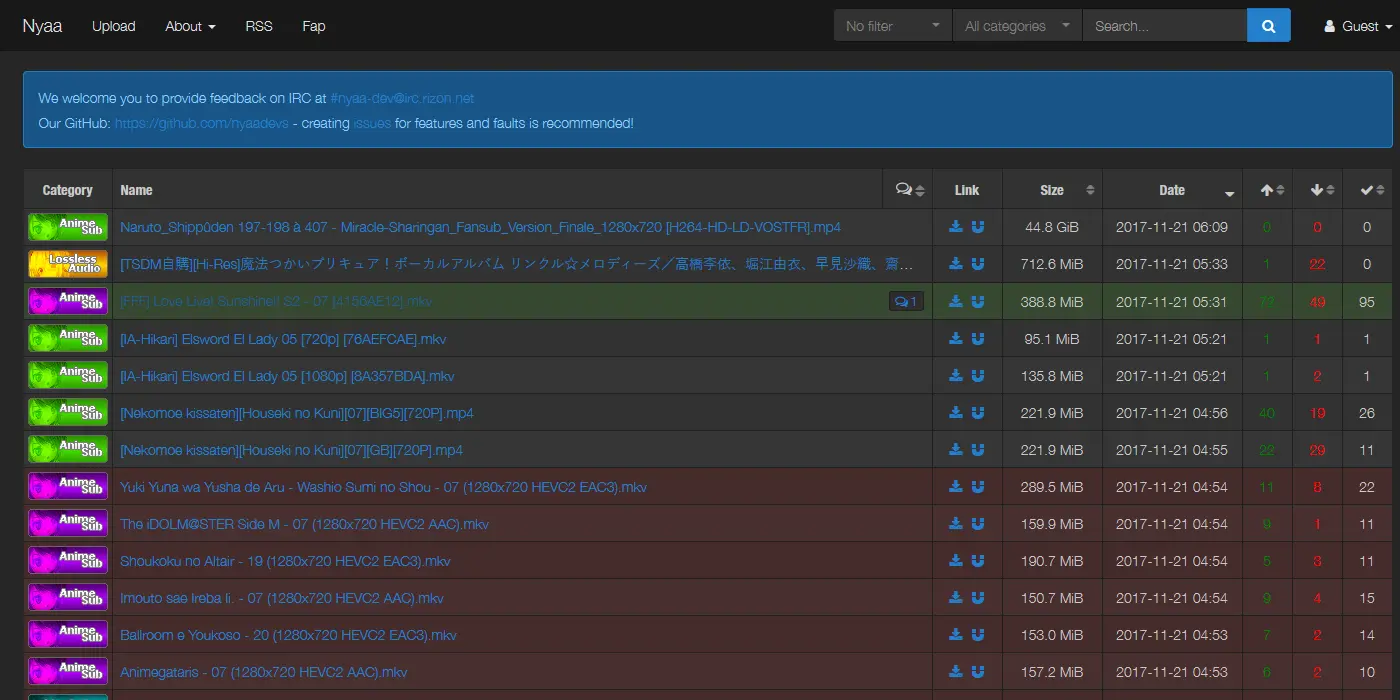 Nyaa Upload About RSS Fap No filter All categories Search... Guest
We welcome you to provide feedback on IRC at #nyaa-dev@irc.rizon.net
Our GitHub: https://github.com/nyaadevs - creating issues for features and faults is recommended!
Category Name Link Size Date
Anime Sub Naruto_Shippūden 197-198 à 407 - Miracle-Sharingan_Fansub_Version_Finale_1280x720 [H264-HD-LD-VOSTFR].mp4 44.8 GiB 2017-11-21 06:09 0 0 0
Lossless Audio [TSDM自購][Hi-Res]魔法つかいプリキュア！ボーカルアルバム リンクル☆メロディーズ／高橋李依、堀江由衣、早見沙織、齋... 712.6 MiB 2017-11-21 05:33 1 22 0
Anime Sub [FFF] Love Live! Sunshine!! S2 - 07 [4156AE12].mkv 1 388.8 MiB 2017-11-21 05:31 77 49 95
Anime Sub [IA-Hikari] Elsword El Lady 05 [720p] [76AEFCAE].mkv 95.1 MiB 2017-11-21 05:21 1 1 1
Anime Sub [IA-Hikari] Elsword El Lady 05 [1080p] [8A357BDA].mkv 135.8 MiB 2017-11-21 05:21 1 2 1
Anime Sub [Nekomoe kissaten][Houseki no Kuni][07][BIG5][720P].mp4 221.9 MiB 2017-11-21 04:56 40 19 26
Anime Sub [Nekomoe kissaten][Houseki no Kuni][07][GB][720P].mp4 221.9 MiB 2017-11-21 04:55 22 29 11
Anime Sub Yuki Yuna wa Yusha de Aru - Washio Sumi no Shou - 07 (1280x720 HEVC2 EAC3).mkv 289.5 MiB 2017-11-21 04:54 11 8 22
Anime Sub The iDOLM@STER Side M - 07 (1280x720 HEVC2 AAC).mkv 159.9 MiB 2017-11-21 04:54 9 1 11
Anime Sub Shoukoku no Altair - 19 (1280x720 HEVC2 EAC3).mkv 190.7 MiB 2017-11-21 04:54 5 3 11
Anime Sub Imouto sae Ireba Ii. - 07 (1280x720 HEVC2 AAC).mkv 150.7 MiB 2017-11-21 04:54 9 4 15
Anime Sub Ballroom e Youkoso - 20 (1280x720 HEVC2 EAC3).mkv 153.0 MiB 2017-11-21 04:53 7 2 14
Anime Sub Animegataris - 07 (1280x720 HEVC2 AAC).mkv 157.2 MiB 2017-11-21 04:53 6 2 10